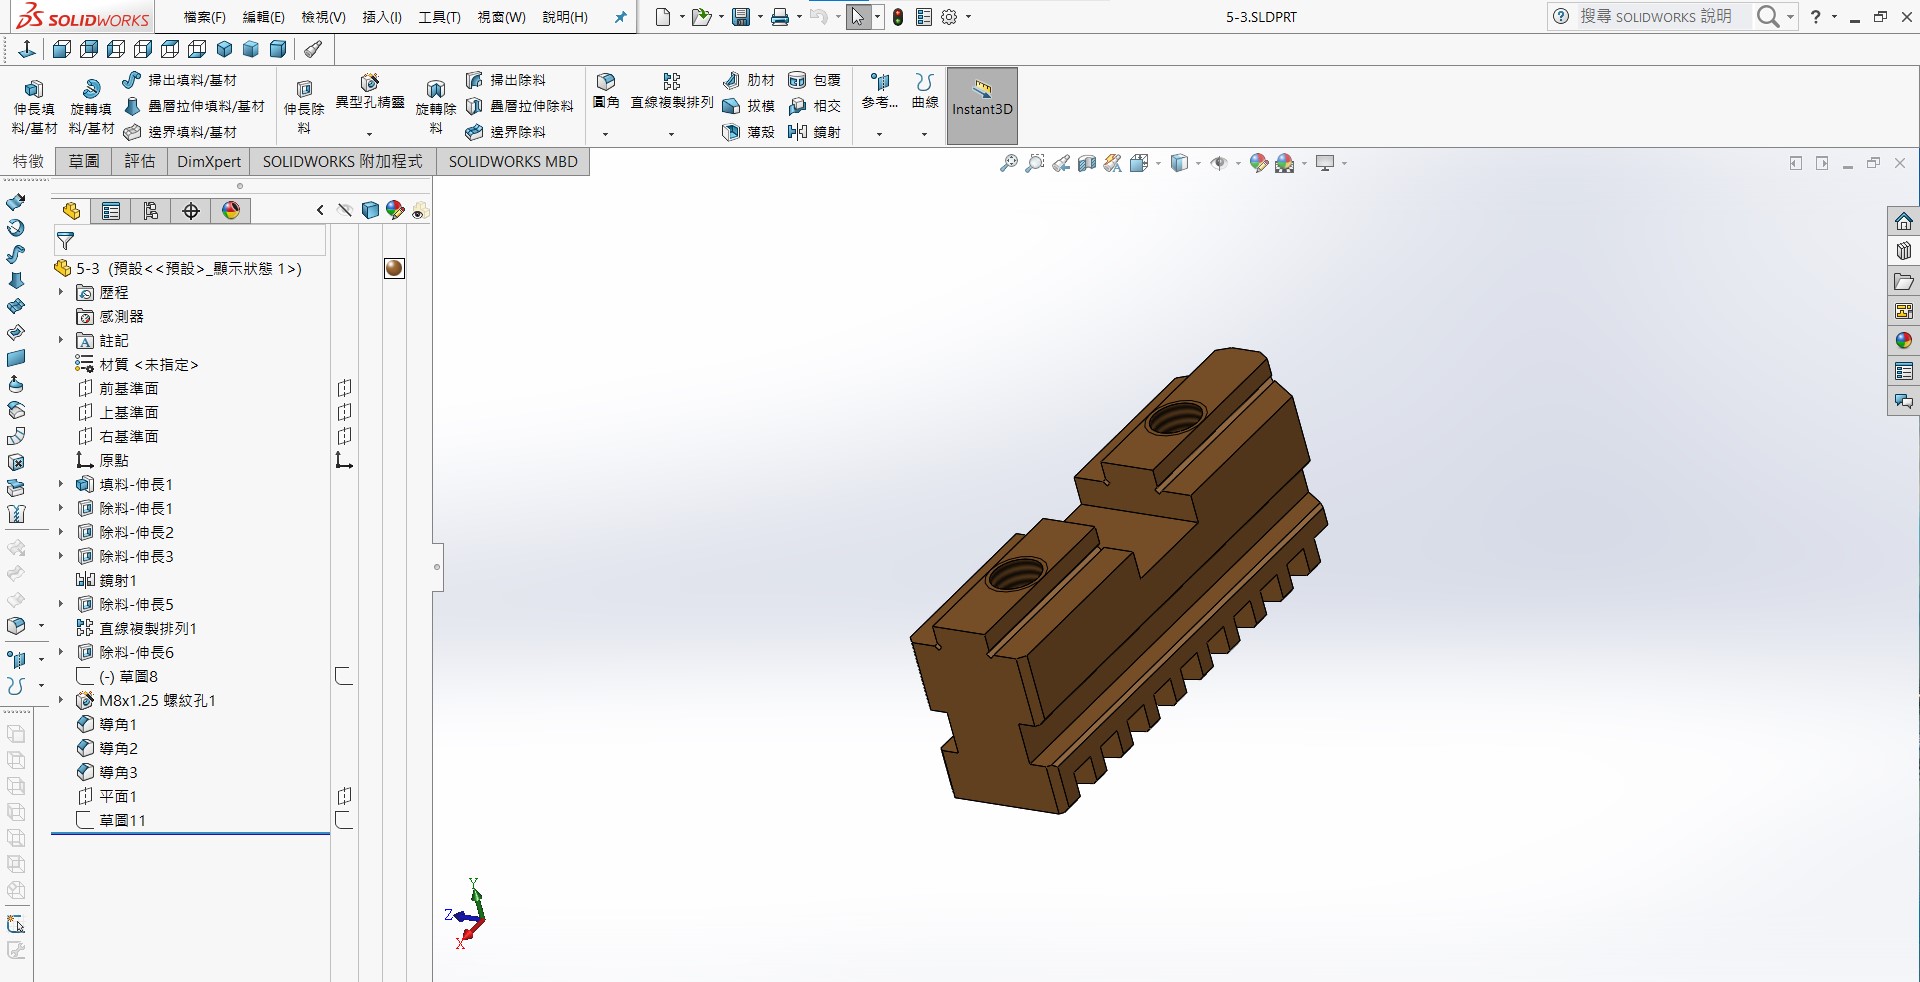 SOLIDWORKS 檔案(F) 編輯(E) 檢視(V) 插入(I) 工具(T) 視窗(W) 說明(H) 5-3.SLDPRT 搜尋 SOLIDWORKS 說明
伸長填料/基材
旋轉填料/基材
掃出填料/基材
疊層拉伸填料/基材
邊界填料/基材
伸長除料
異型孔精靈
旋轉除料
掃出除料
疊層拉伸除料
邊界除料
圓角
直線複製排列
肋材
拔模
薄殼
包覆
相交
鏡射
參考...
曲線
Instant3D
特徵 草圖 評估 DimXpert SOLIDWORKS 附加程式 SOLIDWORKS MBD
5-3 (預設<<預設>_顯示狀態 1>)
歷程
感測器
註記
材質 <未指定>
前基準面
上基準面
右基準面
原點
填料-伸長1
除料-伸長1
除料-伸長2
除料-伸長3
鏡射1
除料-伸長5
直線複製排列1
除料-伸長6
(-) 草圖8
M8x1.25 螺紋孔1
導角1
導角2
導角3
平面1
草圖11
Y
Z
X